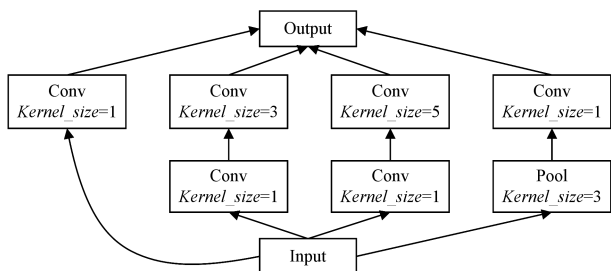 Output
Conv
Kernel_size=1
Conv
Kernel_size=3
Conv
Kernel_size=5
Conv
Kernel_size=1
Conv
Kernel_size=1
Conv
Kernel_size=1
Pool
Kernel_size=3
Input